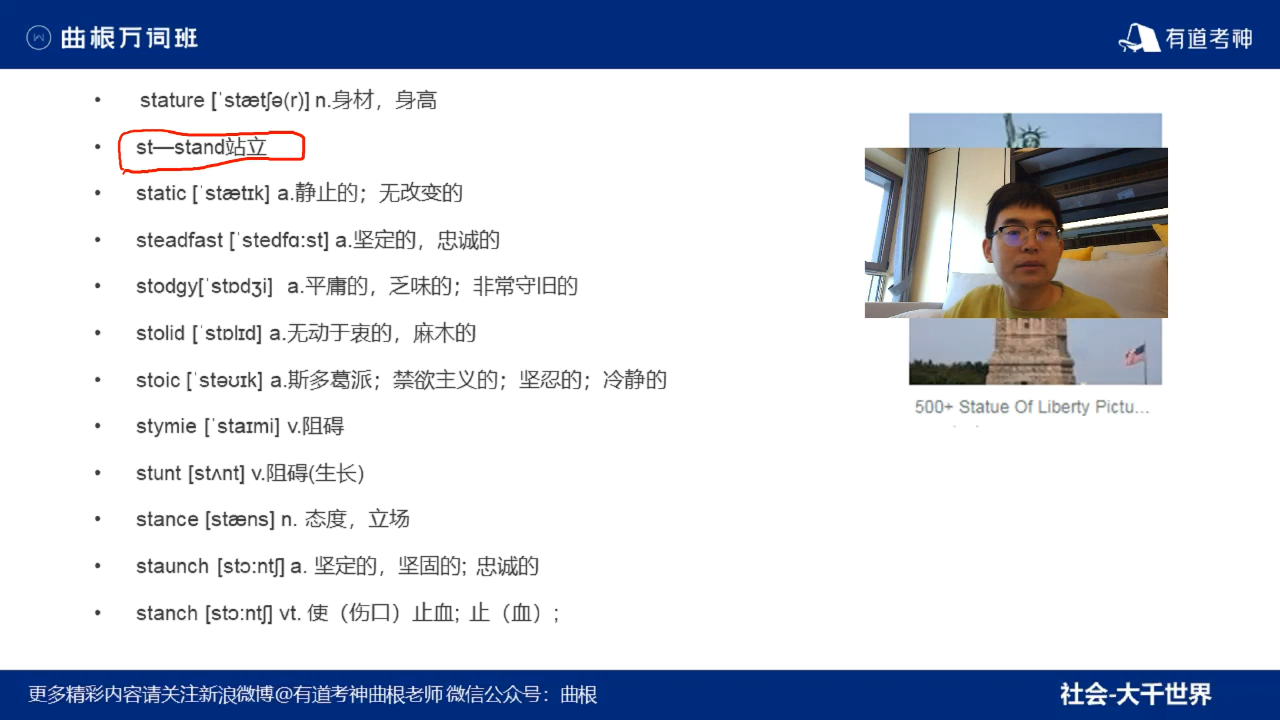 曲根万词班
有道考神
• stature [ˈstætʃə(r)] n.身材，身高
• st—stand站立
• static [ˈstætɪk] a.静止的；无改变的
• steadfast [ˈstedfɑ:st] a.坚定的，忠诚的
• stodgy[ˈstɒdʒi] a.平庸的，乏味的；非常守旧的
• stolid [ˈstɒlɪd] a.无动于衷的，麻木的
• stoic [ˈstəʊɪk] a.斯多葛派；禁欲主义的；坚忍的；冷静的
• stymie [ˈstaɪmi] v.阻碍
• stunt [stʌnt] v.阻碍(生长)
• stance [stæns] n. 态度，立场
• staunch [stɔ:ntʃ] a. 坚定的，坚固的; 忠诚的
• stanch [stɔ:ntʃ] vt. 使（伤口）止血; 止（血）;
500+ Statue Of Liberty Pictu...
更多精彩内容请关注新浪微博@有道考神曲根老师 微信公众号：曲根
社会-大千世界